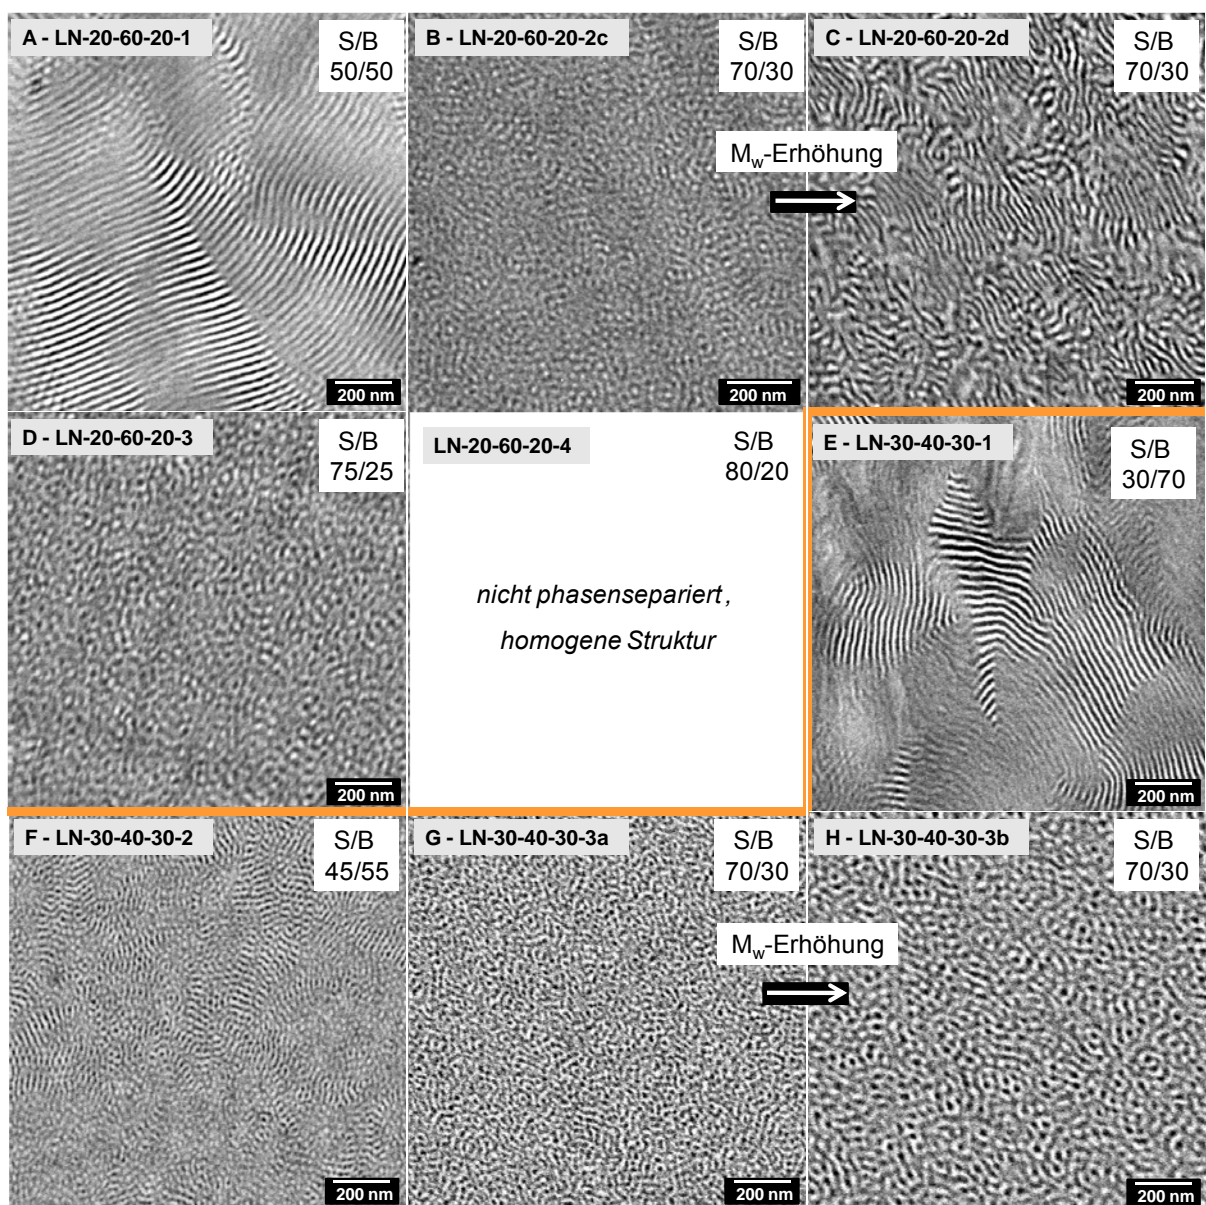 A - LN-20-60-20-1
S/B
50/50
200 nm
B - LN-20-60-20-2c
S/B
70/30
200 nm
C - LN-20-60-20-2d
S/B
70/30
200 nm
Mw-Erhöhung
D - LN-20-60-20-3
S/B
75/25
200 nm
LN-20-60-20-4
S/B
80/20
nicht phasensepariert,
homogene Struktur
E - LN-30-40-30-1
S/B
30/70
200 nm
F - LN-30-40-30-2
S/B
45/55
200 nm
G - LN-30-40-30-3a
S/B
70/30
200 nm
Mw-Erhöhung
H - LN-30-40-30-3b
S/B
70/30
200 nm